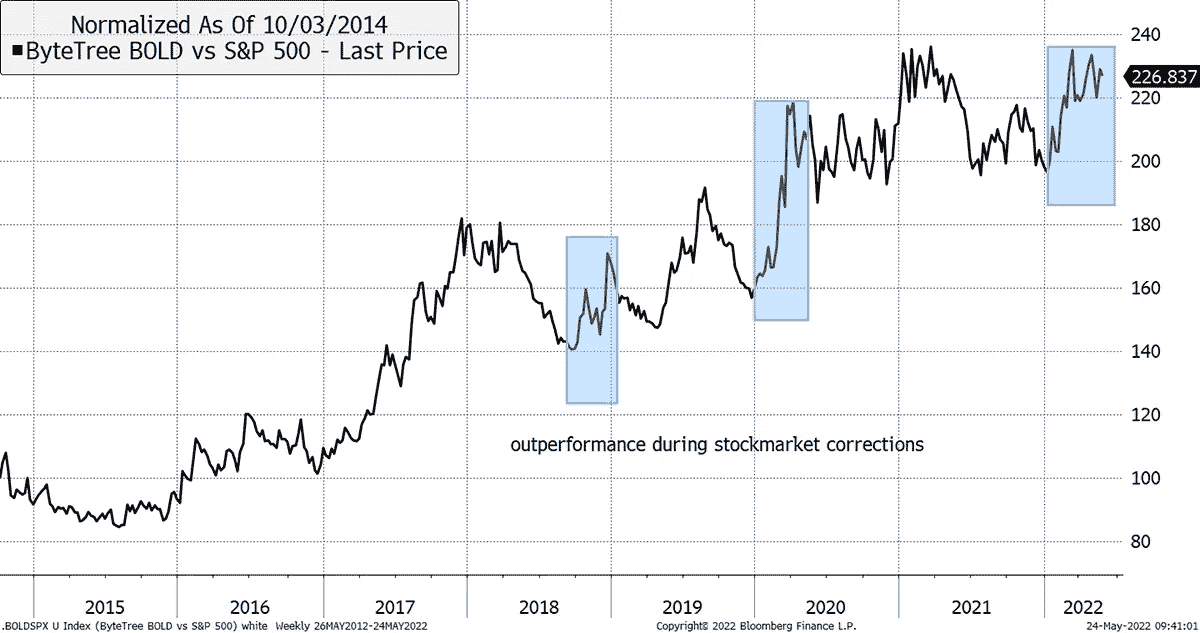 Normalized As Of 10/03/2014
ByteTree BOLD vs S&P 500 - Last Price
240
226.837
220
200
180
160
140
120
100
80
outperformance during stockmarket corrections
2015 2016 2017 2018 2019 2020 2021 2022
.BOLDSPX U Index (ByteTree BOLD vs S&P 500) white Weekly 26MAY2012-24MAY2022 Copyright© 2022 Bloomberg Finance L.P. 24-May-2022 09:41:01